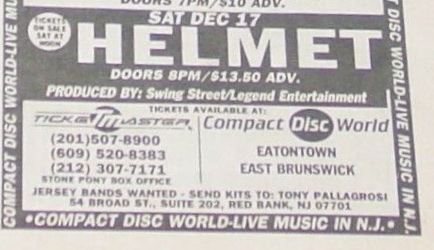 DOORS 7PM/$10 ADV.
SAT DEC 17
TICKETS
ON SALE
SAT AT
NOON
HELMET
DOORS 8PM/$13.50 ADV.
PRODUCED BY: Swing Street/Legend Entertainment
TICKETS AVAILABLE AT:
TICKETMASTER
(201)507-8900
(609) 520-8383
(212) 307-7171
STONE PONY BOX OFFICE
Compact Disc World
EATONTOWN
EAST BRUNSWICK
JERSEY BANDS WANTED - SEND KITS TO: TONY PALLAGROSI
54 BROAD ST., SUITE 202, RED BANK, NJ 07701
•COMPACT DISC WORLD-LIVE MUSIC IN N.J.•
COMPACT DISC WORLD-LIVE MU
T DISC WORLD-LIVE MUSIC IN N.J.